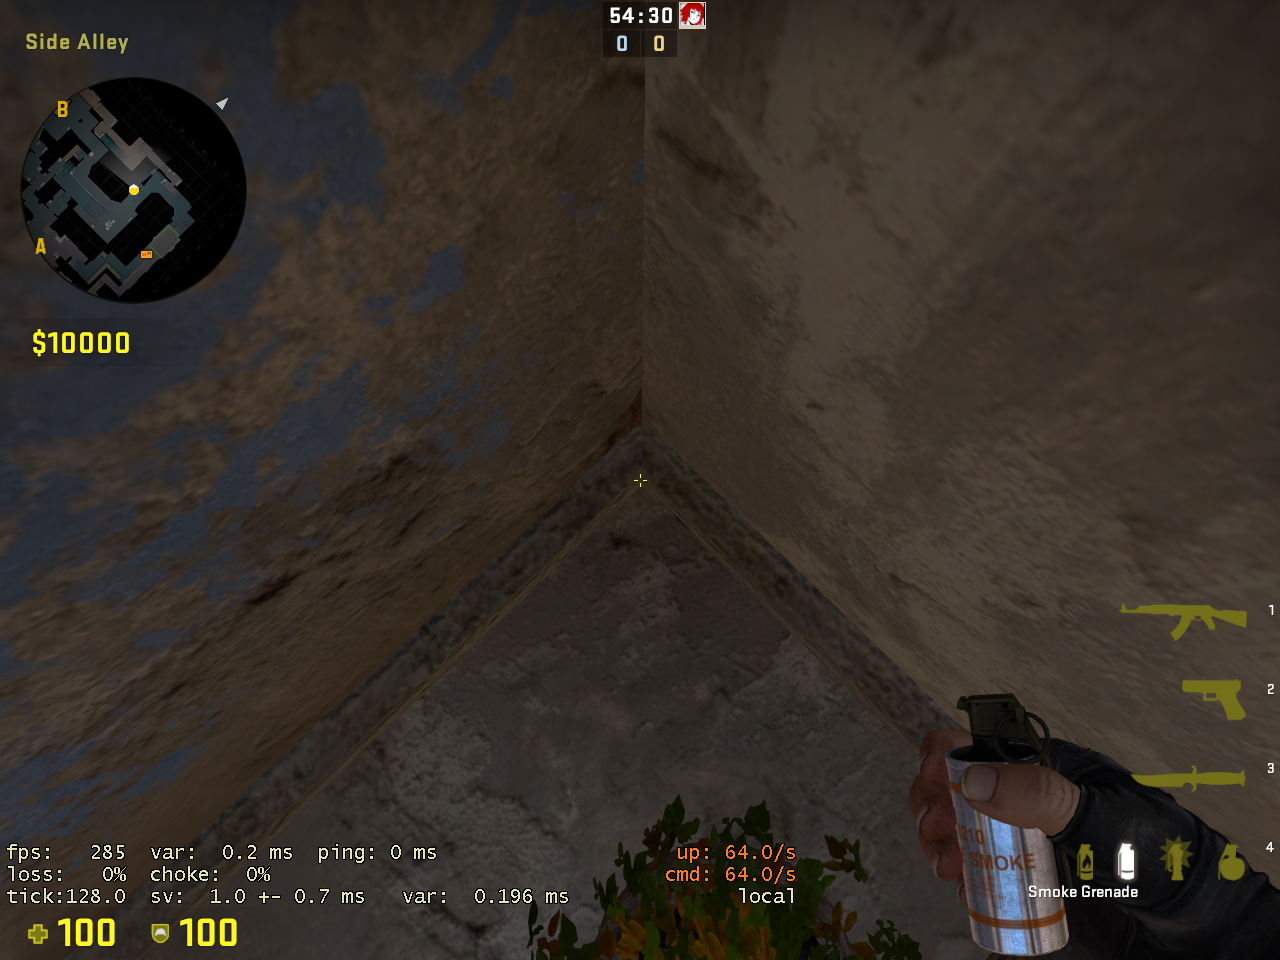 54:30
Side Alley
0 0
B
A
$10000
1
2
3
4
SMOKE
Smoke Grenade
fps: 285 var: 0.2 ms ping: 0 ms
loss: 0% choke: 0%
tick:128.0 sv: 1.0 +- 0.7 ms var: 0.196 ms
up: 64.0/s
cmd: 64.0/s
local
100 100